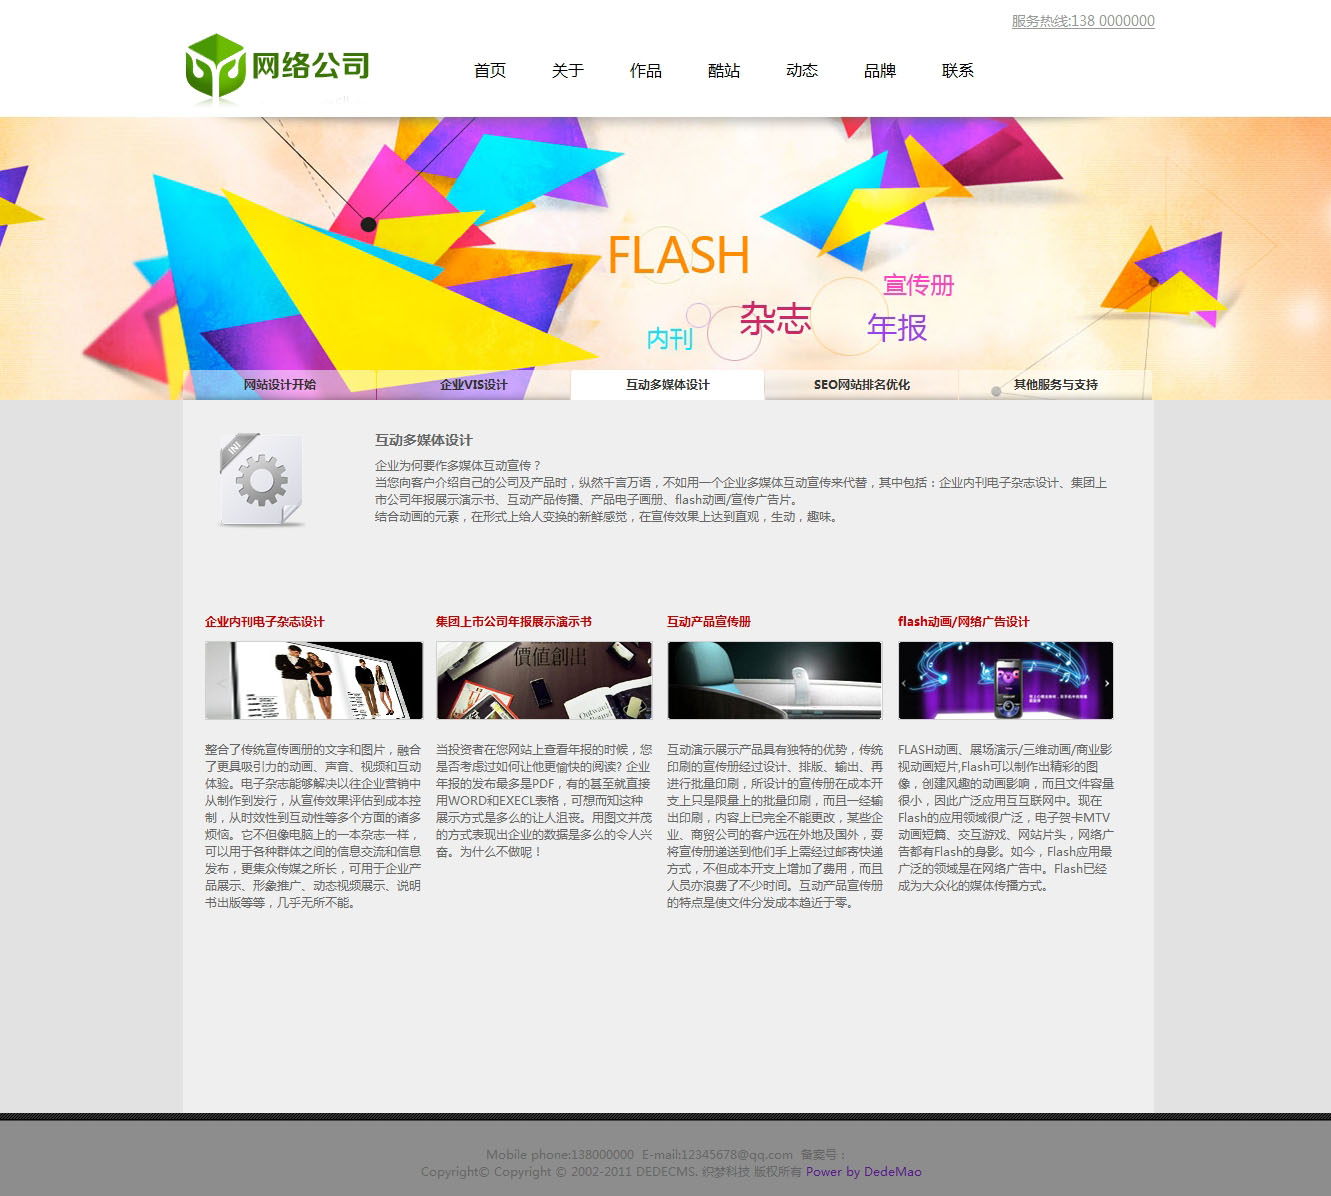 服务热线:138 0000000
网络公司
首页 关于 作品 酷站 动态 品牌 联系
FLASH
宣传册
杂志
年报
内刊
网站设计开始 企业VIS设计 互动多媒体设计 SEO网站排名优化 其他服务与支持
INI
互动多媒体设计
企业为何要作多媒体互动宣传？
当您向客户介绍自己的公司及产品时，纵然千言万语，不如用一个企业多媒体互动宣传来代替，其中包括：企业内刊电子杂志设计、集团上
市公司年报展示演示书、互动产品传播、产品电子画册、flash动画/宣传广告片。
结合动画的元素，在形式上给人变换的新鲜感觉，在宣传效果上达到直观，生动，趣味。
企业内刊电子杂志设计
整合了传统宣传画册的文字和图片，融合
了更具吸引力的动画、声音、视频和互动
体验。电子杂志能够解决以往企业营销中
从制作到发行，从宣传效果评估到成本控
制，从时效性到互动性等多个方面的诸多
烦恼。它不但像电脑上的一本杂志一样，
可以用于各种群体之间的信息交流和信息
发布，更集众传媒之所长，可用于企业产
品展示、形象推广、动态视频展示、说明
书出版等等，几乎无所不能。
集团上市公司年报展示演示书
價值創出
Outward
当投资者在您网站上查看年报的时候，您
是否考虑过如何让他更愉快的阅读? 企业
年报的发布最多是PDF，有的甚至就直接
用WORD和EXECL表格，可想而知这种
展示方式是多么的让人沮丧。用图文并茂
的方式表现出企业的数据是多么的令人兴
奋。为什么不做呢！
互动产品宣传册
互动演示展示产品具有独特的优势，传统
印刷的宣传册经过设计、排版、输出、再
进行批量印刷，所设计的宣传册在成本开
支上只是限量上的批量印刷，而且一经输
出印刷，内容上已完全不能更改，某些企
业、商贸公司的客户远在外地及国外，耍
将宣传册递送到他们手上需经过邮寄快递
方式，不但成本开支上增加了费用，而且
人员亦浪费了不少时间。互动产品宣传册
的特点是使文件分发成本趋近于零。
flash动画/网络广告设计
FLASH动画、展场演示/三维动画/商业影
视动画短片,Flash可以制作出精彩的图
像，创建风趣的动画影响，而且文件容量
很小，因此广泛应用互互联网中。现在
Flash的应用领域很广泛，电子贺卡MTV
动画短篇、交互游戏、网站片头，网络广
告都有Flash的身影。如今，Flash应用最
广泛的领域是在网络广告中。Flash已经
成为大众化的媒体传播方式。
Mobile phone:138000000 E-mail:12345678@qq.com 备案号：
Copyright© Copyright © 2002-2011 DEDECMS. 织梦科技 版权所有 Power by DedeMao